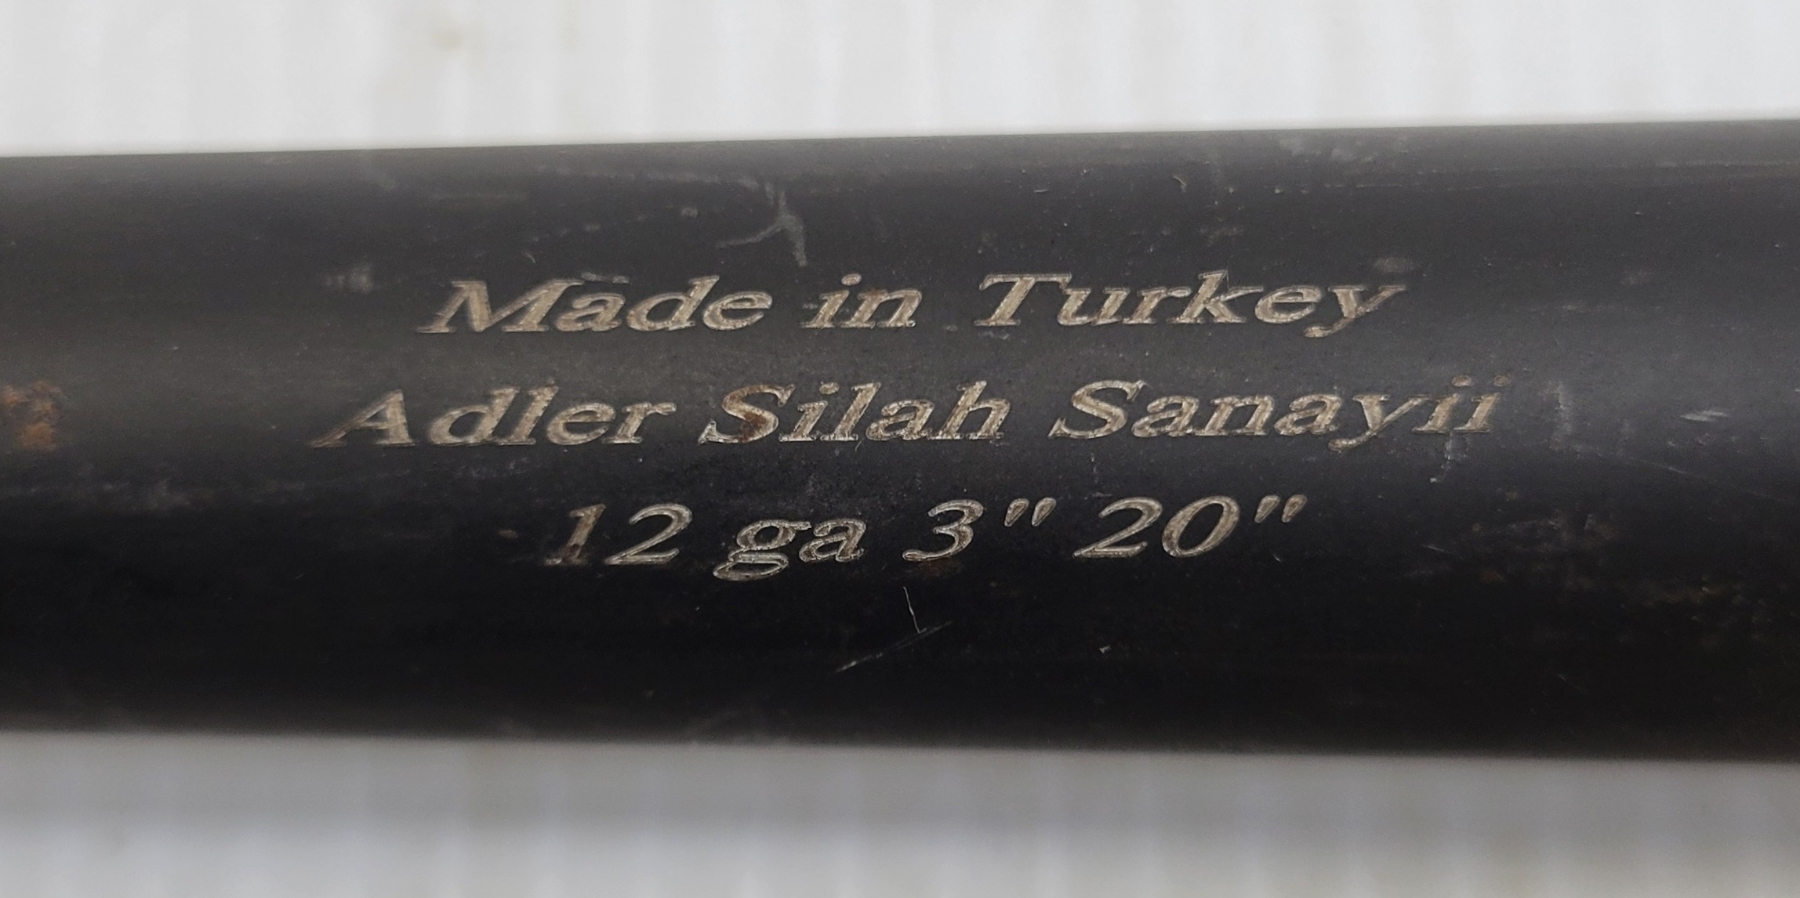 Made in Turkey
Adler Silah Sanayii
12 ga 3" 20"